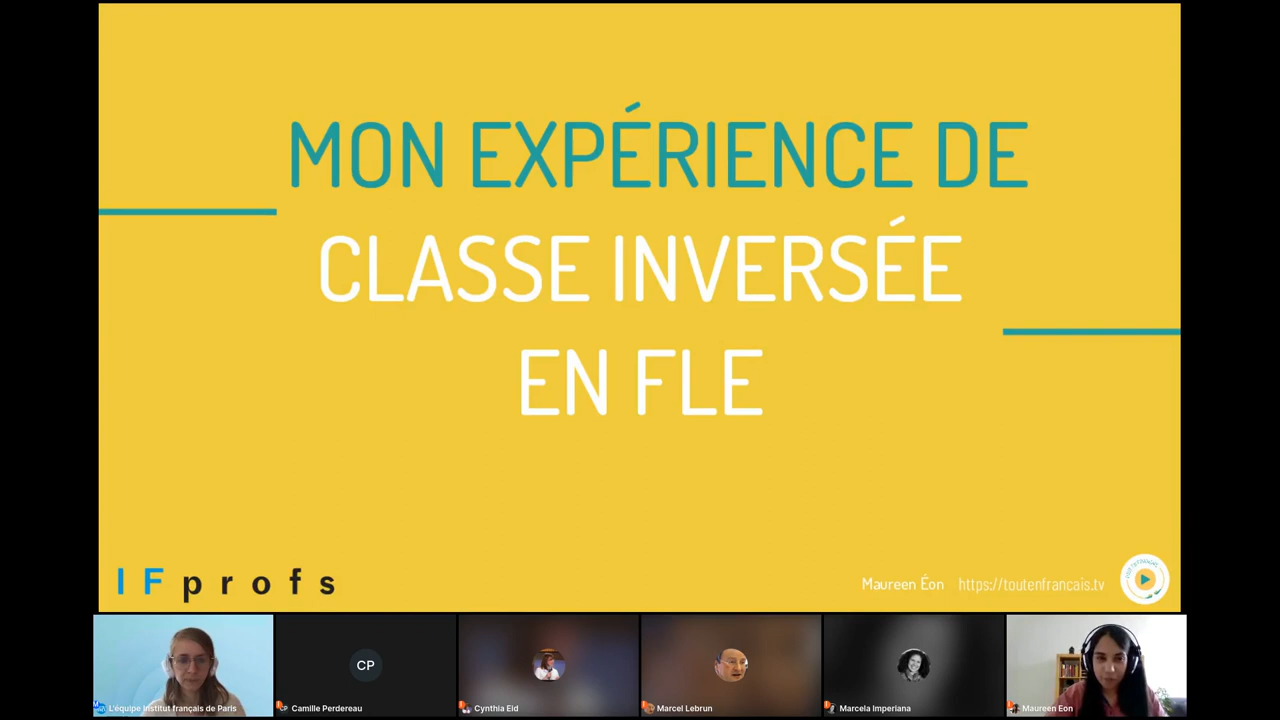 MON EXPÉRIENCE DE
CLASSE INVERSÉE
EN FLE
IFprofs
Maureen Éon https://toutenfrancais.tv
CP
L'équipe Institut français de Paris
CP Camille Perdereau
Cynthia Eid
Marcel Lebrun
Marcela Imperiana
Maureen Eon